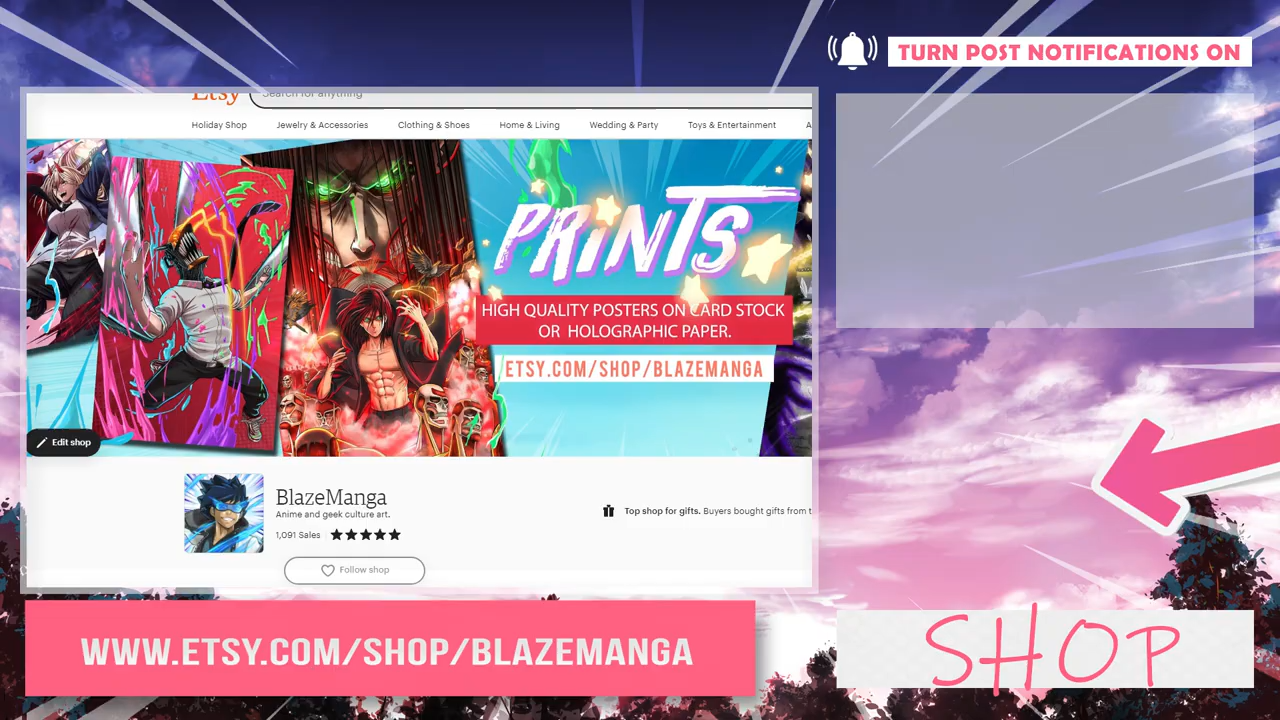 TURN POST NOTIFICATIONS ON
Etsy
Search for anything
Holiday Shop Jewelry & Accessories Clothing & Shoes Home & Living Wedding & Party Toys & Entertainment A
PRINTS
HIGH QUALITY POSTERS ON CARD STOCK
OR HOLOGRAPHIC PAPER.
ETSY.COM/SHOP/BLAZEMANGA
Edit shop
BlazeManga
Anime and geek culture art.
1,091 Sales
Top shop for gifts. Buyers bought gifts from t
Follow shop
WWW.ETSY.COM/SHOP/BLAZEMANGA
SHOP